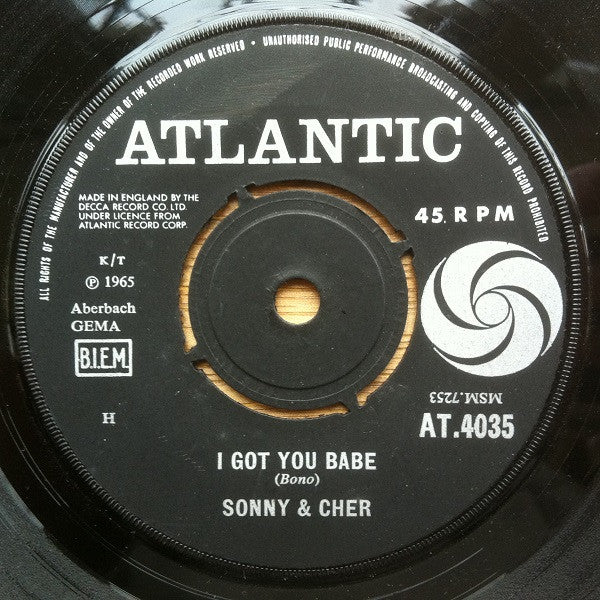 ALL RIGHTS OF THE MANUFACTURER AND OF THE OWNER OF THE RECORDED WORK RESERVED • UNAUTHORISED PUBLIC PERFORMANCE BROADCASTING AND COPYING OF THIS RECORD PROHIBITED
ATLANTIC
MADE IN ENGLAND BY THE
DECCA RECORD CO. LTD
UNDER LICENCE FROM
ATLANTIC RECORD CORP.
45. RPM
K/T
℗ 1965
Aberbach
GEMA
B.I.E.M.
H
MSM.7253
AT.4035
I GOT YOU BABE
(Bono)
SONNY & CHER